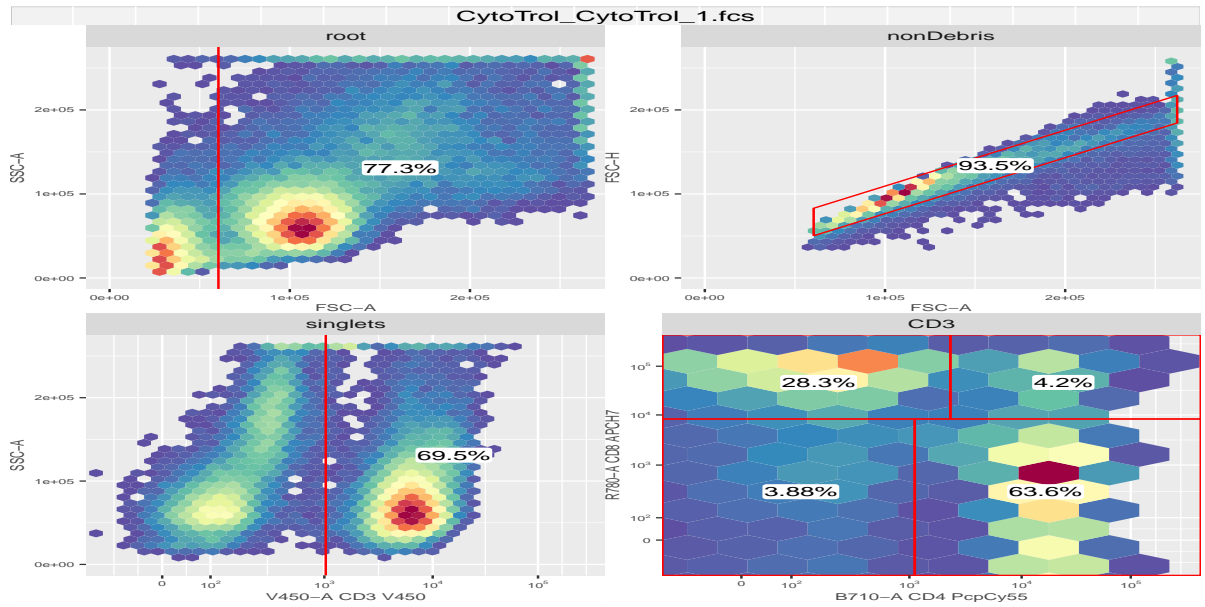 CytoTrol_CytoTrol_1.fcs
root
SSC-A
2e+05
1e+05
0e+00
77.3%
0e+00 1e+05 2e+05
FSC-A
nonDebris
FSC-H
2e+05
1e+05
0e+00
93.5%
0e+00 1e+05 2e+05
FSC-A
singlets
SSC-A
2e+05
1e+05
0e+00
69.5%
0 10² 10³ 10⁴ 10⁵
V450-A CD3 V450
CD3
R780-A CD8 APCH7
10⁵
28.3% 4.2%
10⁴
10³
3.88% 63.6%
10²
0
0 10² 10³ 10⁴ 10⁵
B710-A CD4 PcpCy55